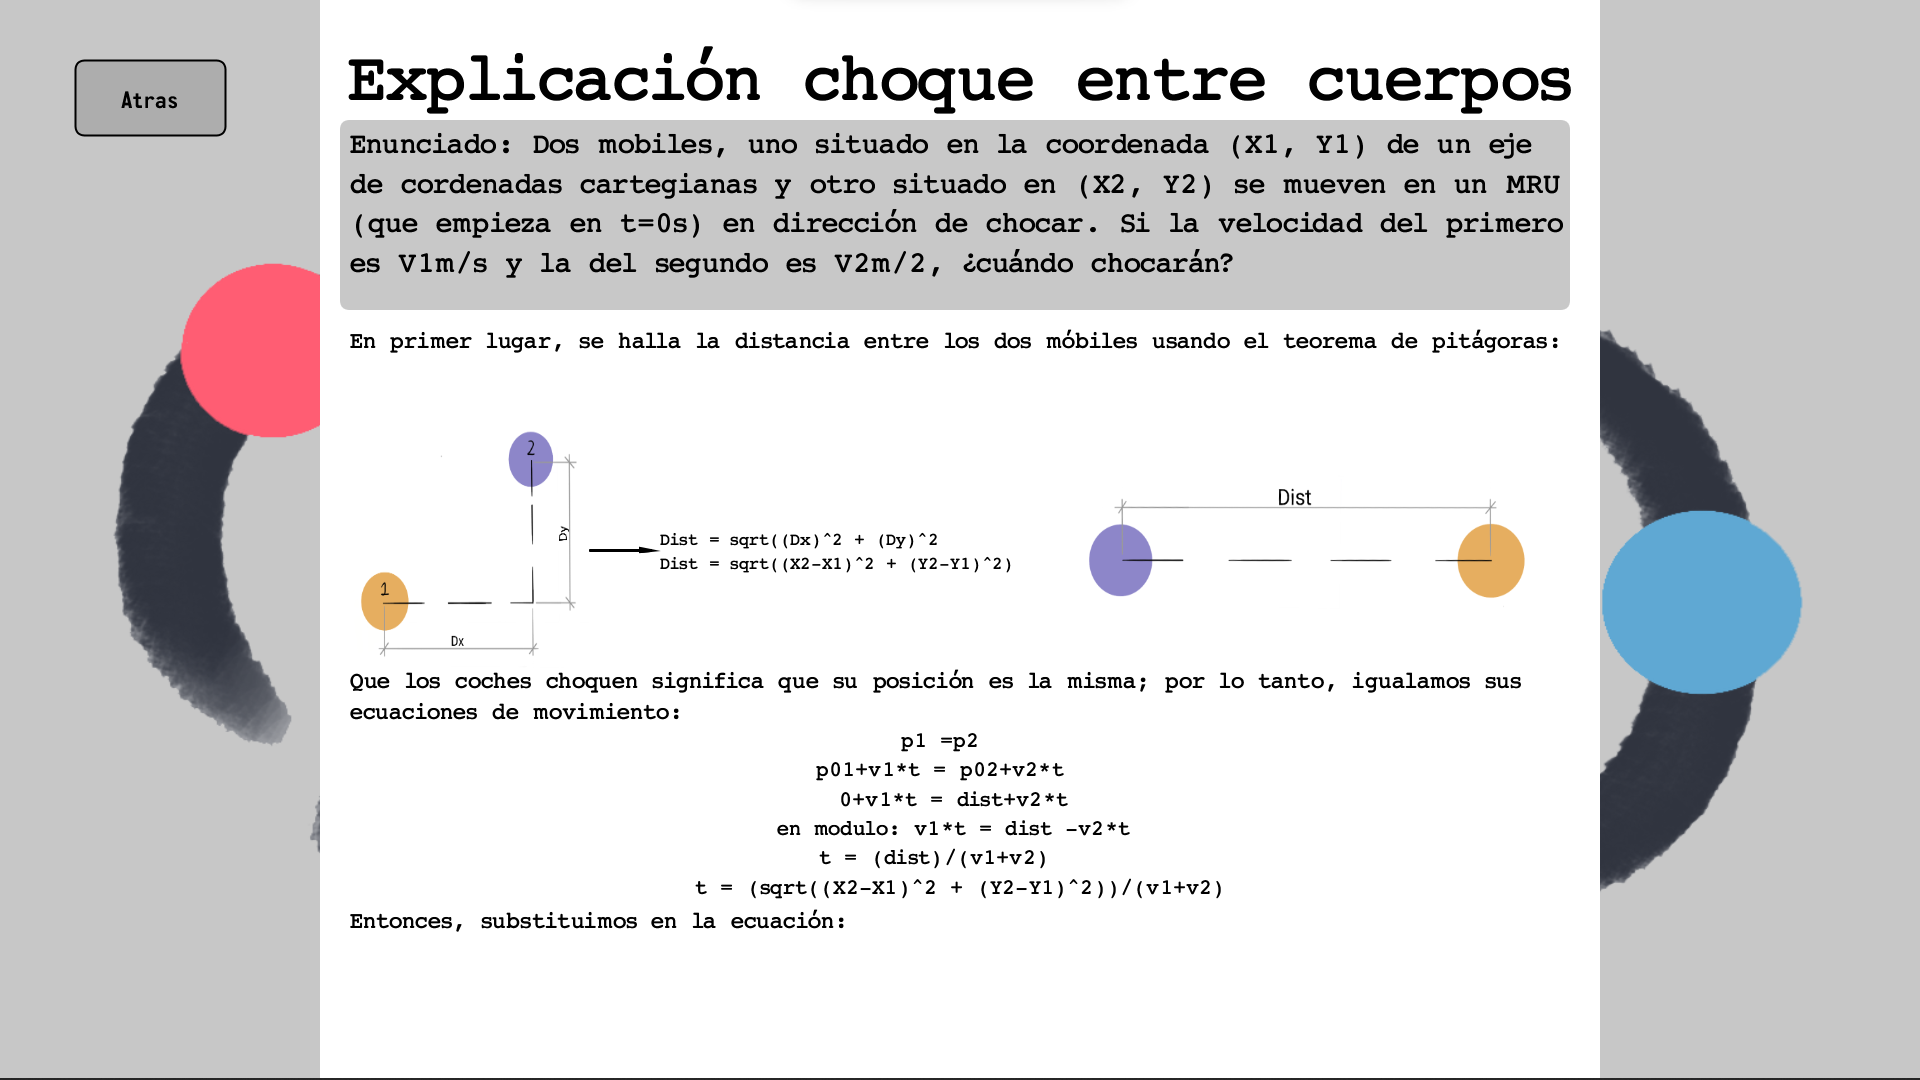 Atras
Explicación choque entre cuerpos
Enunciado: Dos mobiles, uno situado en la coordenada (X1, Y1) de un eje
de cordenadas cartegianas y otro situado en (X2, Y2) se mueven en un MRU
(que empieza en t=0s) en dirección de chocar. Si la velocidad del primero
es V1m/s y la del segundo es V2m/2, ¿cuándo chocarán?
En primer lugar, se halla la distancia entre los dos móbiles usando el teorema de pitágoras:
2
Dy
1
Dx
Dist = sqrt((Dx)^2 + (Dy)^2
Dist = sqrt((X2-X1)^2 + (Y2-Y1)^2)
Dist
Que los coches choquen significa que su posición es la misma; por lo tanto, igualamos sus
ecuaciones de movimiento:
p1 =p2
p01+v1*t = p02+v2*t
0+v1*t = dist+v2*t
en modulo: v1*t = dist -v2*t
t = (dist)/(v1+v2)
t = (sqrt((X2-X1)^2 + (Y2-Y1)^2))/(v1+v2)
Entonces, substituimos en la ecuación: